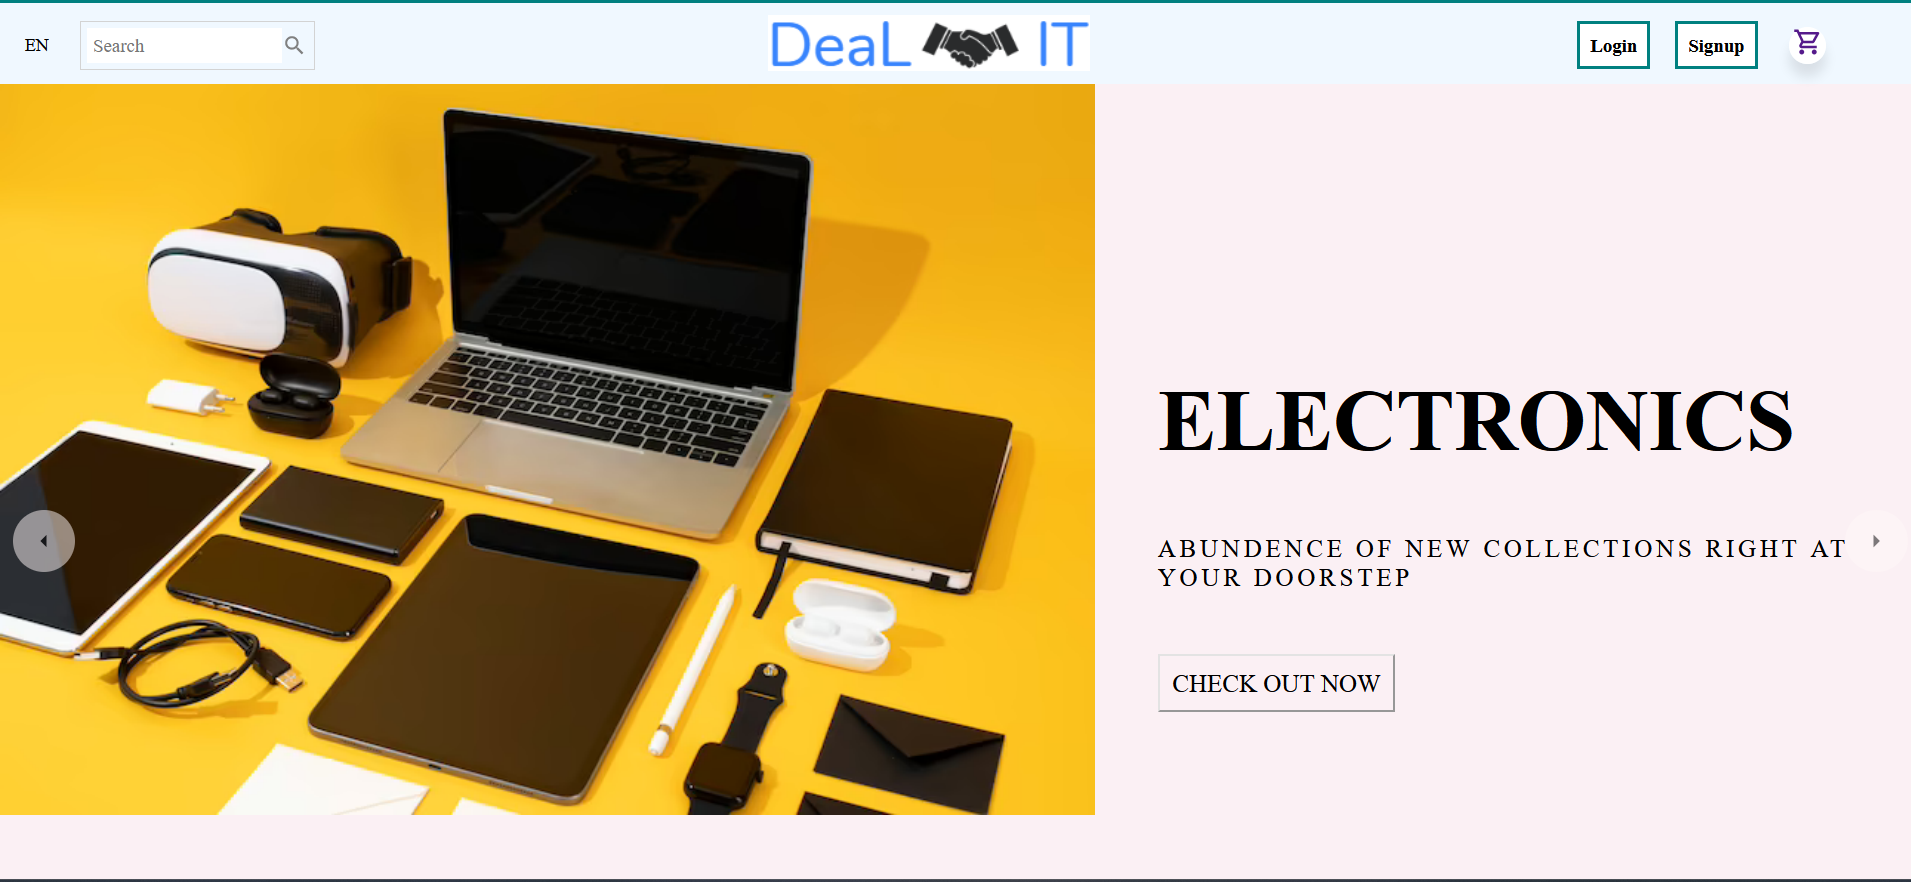 EN
Search
DeaL IT
Login
Signup
ELECTRONICS
ABUNDENCE OF NEW COLLECTIONS RIGHT AT
YOUR DOORSTEP
CHECK OUT NOW